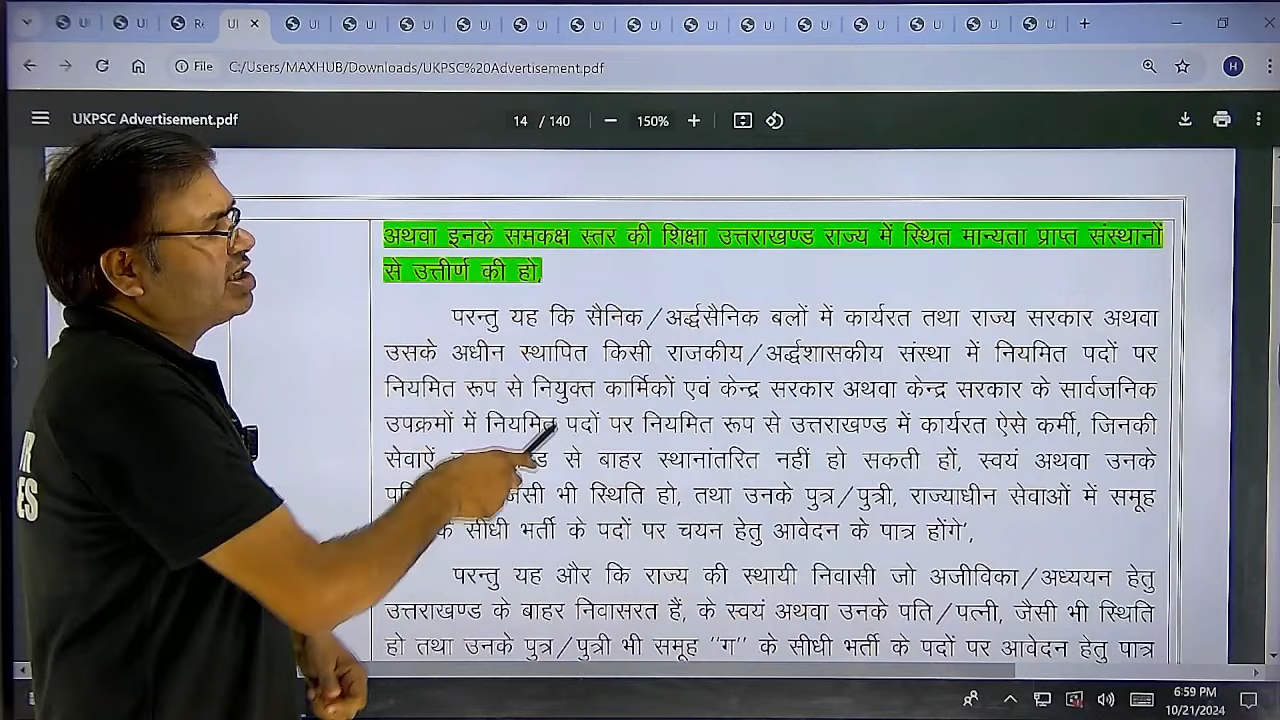 Re
File C:/Users/MAXHUB/Downloads/UKPSC%20Advertisement.pdf
H
UKPSC Advertisement.pdf
14 / 140
150%
अथवा इनके समकक्ष स्तर की शिक्षा उत्तराखण्ड राज्य में स्थित मान्यता प्राप्त संस्थानों
से उत्तीर्ण की हो,
परन्तु यह कि सैनिक/अर्द्धसैनिक बलों में कार्यरत तथा राज्य सरकार अथवा
उसके अधीन स्थापित किसी राजकीय/अर्द्धशासकीय संस्था में नियमित पदों पर
नियमित रूप से नियुक्त कार्मिकों एवं केन्द्र सरकार अथवा केन्द्र सरकार के सार्वजनिक
उपक्रमों में नियमित पदों पर नियमित रूप से उत्तराखण्ड में कार्यरत ऐसे कर्मी, जिनकी
सेवाऐं से बाहर स्थानांतरित नहीं हो सकती हों, स्वयं अथवा उनके
भी स्थिति हो, तथा उनके पुत्र/पुत्री, राज्याधीन सेवाओं में समूह
के सीधी भर्ती के पदों पर चयन हेतु आवेदन के पात्र होंगे',
परन्तु यह और कि राज्य की स्थायी निवासी जो अजीविका/अध्ययन हेतु
उत्तराखण्ड के बाहर निवासरत हैं, के स्वयं अथवा उनके पति/पत्नी, जैसी भी स्थिति
हो तथा उनके पुत्र/पुत्री भी समूह "ग" के सीधी भर्ती के पदों पर आवेदन हेतु पात्र
6:59 PM
10/21/2024